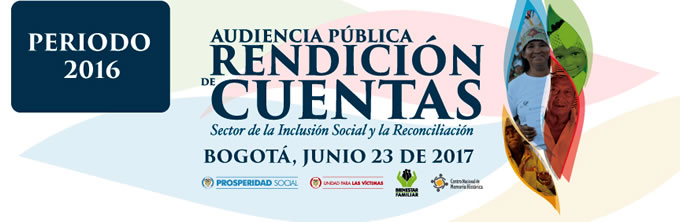 PERIODO
2016
AUDIENCIA PÚBLICA
RENDICIÓN
DE CUENTAS
Sector de la Inclusión Social y la Reconciliación
BOGOTÁ, JUNIO 23 DE 2017
PROSPERIDAD SOCIAL
UNIDAD PARA LAS VÍCTIMAS
BIENESTAR
FAMILIAR
Centro Nacional de
Memoria Histórica